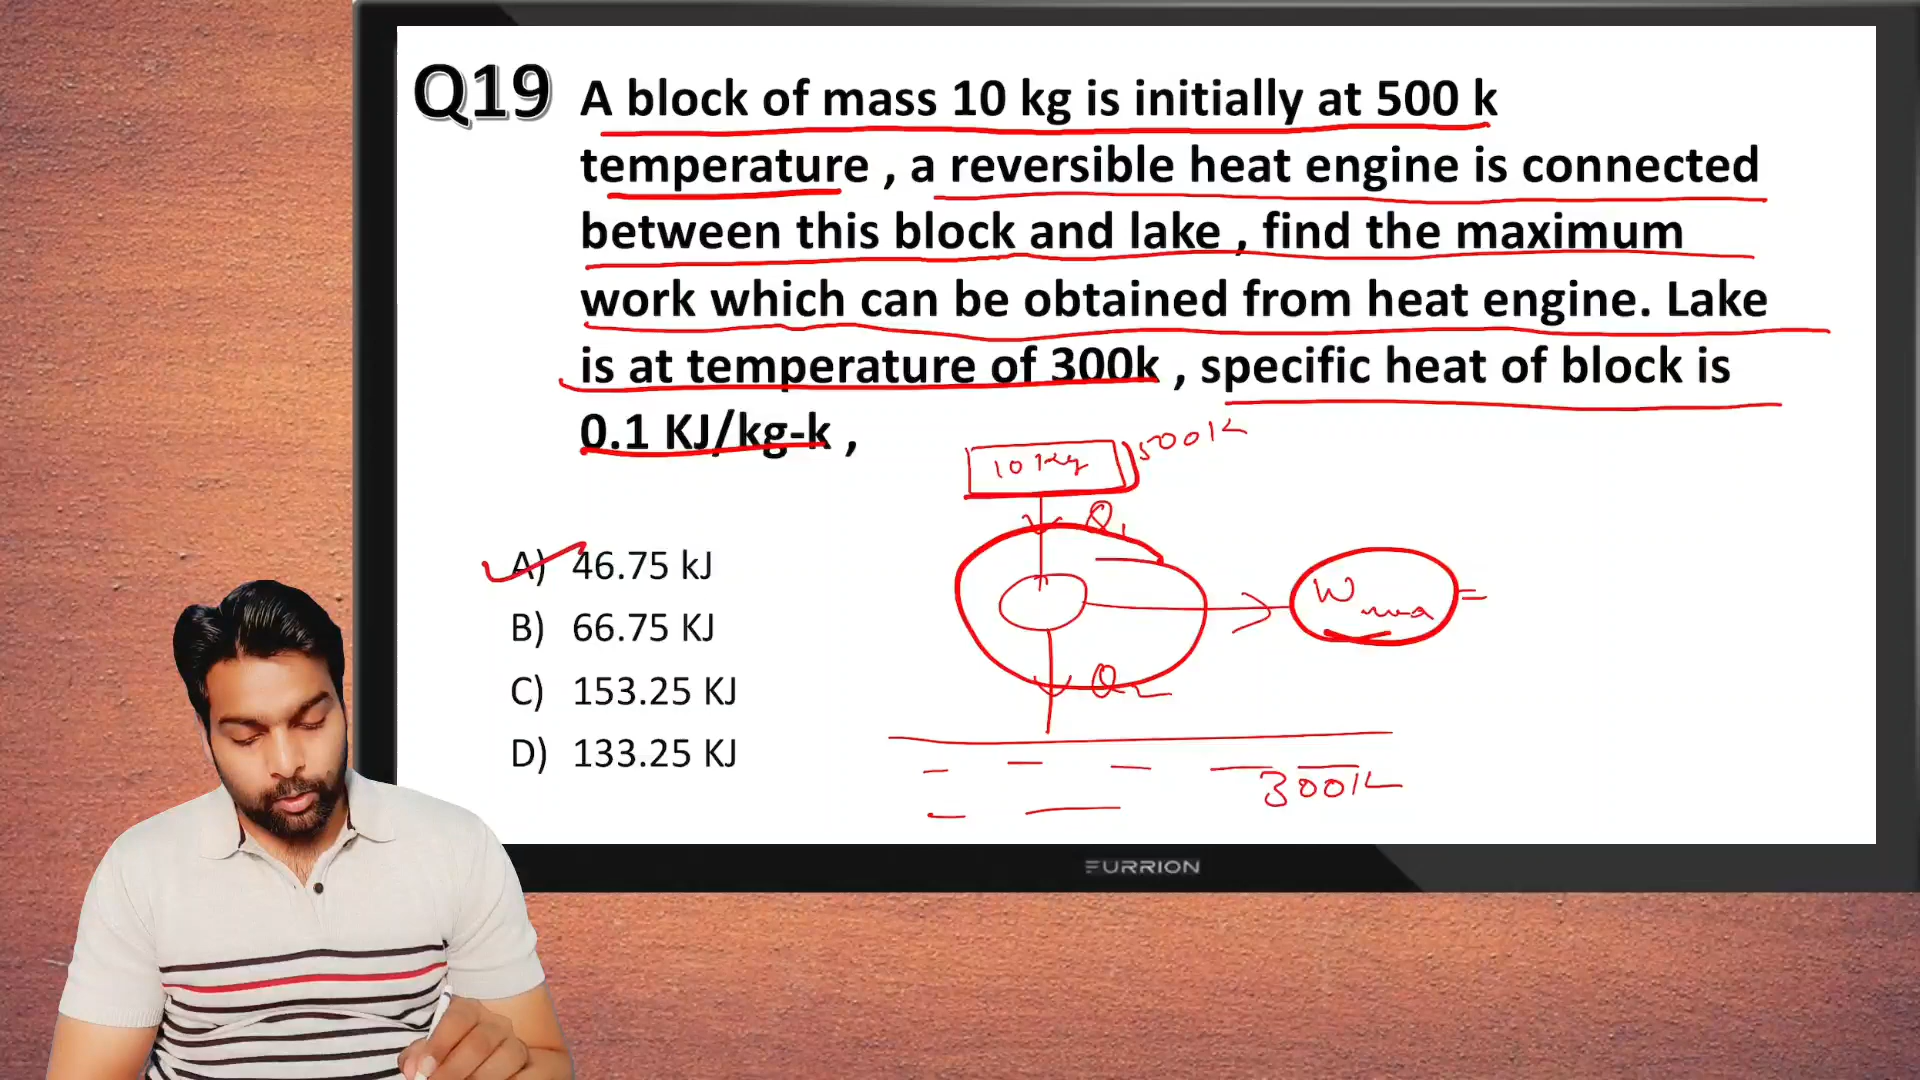 Q19 A block of mass 10 kg is initially at 500 k
temperature , a reversible heat engine is connected
between this block and lake , find the maximum
work which can be obtained from heat engine. Lake
is at temperature of 300k , specific heat of block is
0.1 KJ/kg-k ,
10 kg
500K
Q1
A) 46.75 kJ
Wmax =
B) 66.75 KJ
Q2
C) 153.25 KJ
D) 133.25 KJ
300K
FURRION